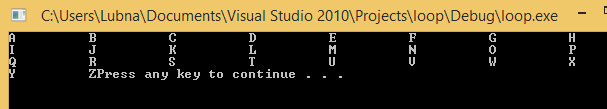 C:\Users\Lubna\Documents\Visual Studio 2010\Projects\loop\Debug\loop.exe
A B C D E F G H
I J K L M N O P
Q R S T U V W X
Y ZPress any key to continue . . .